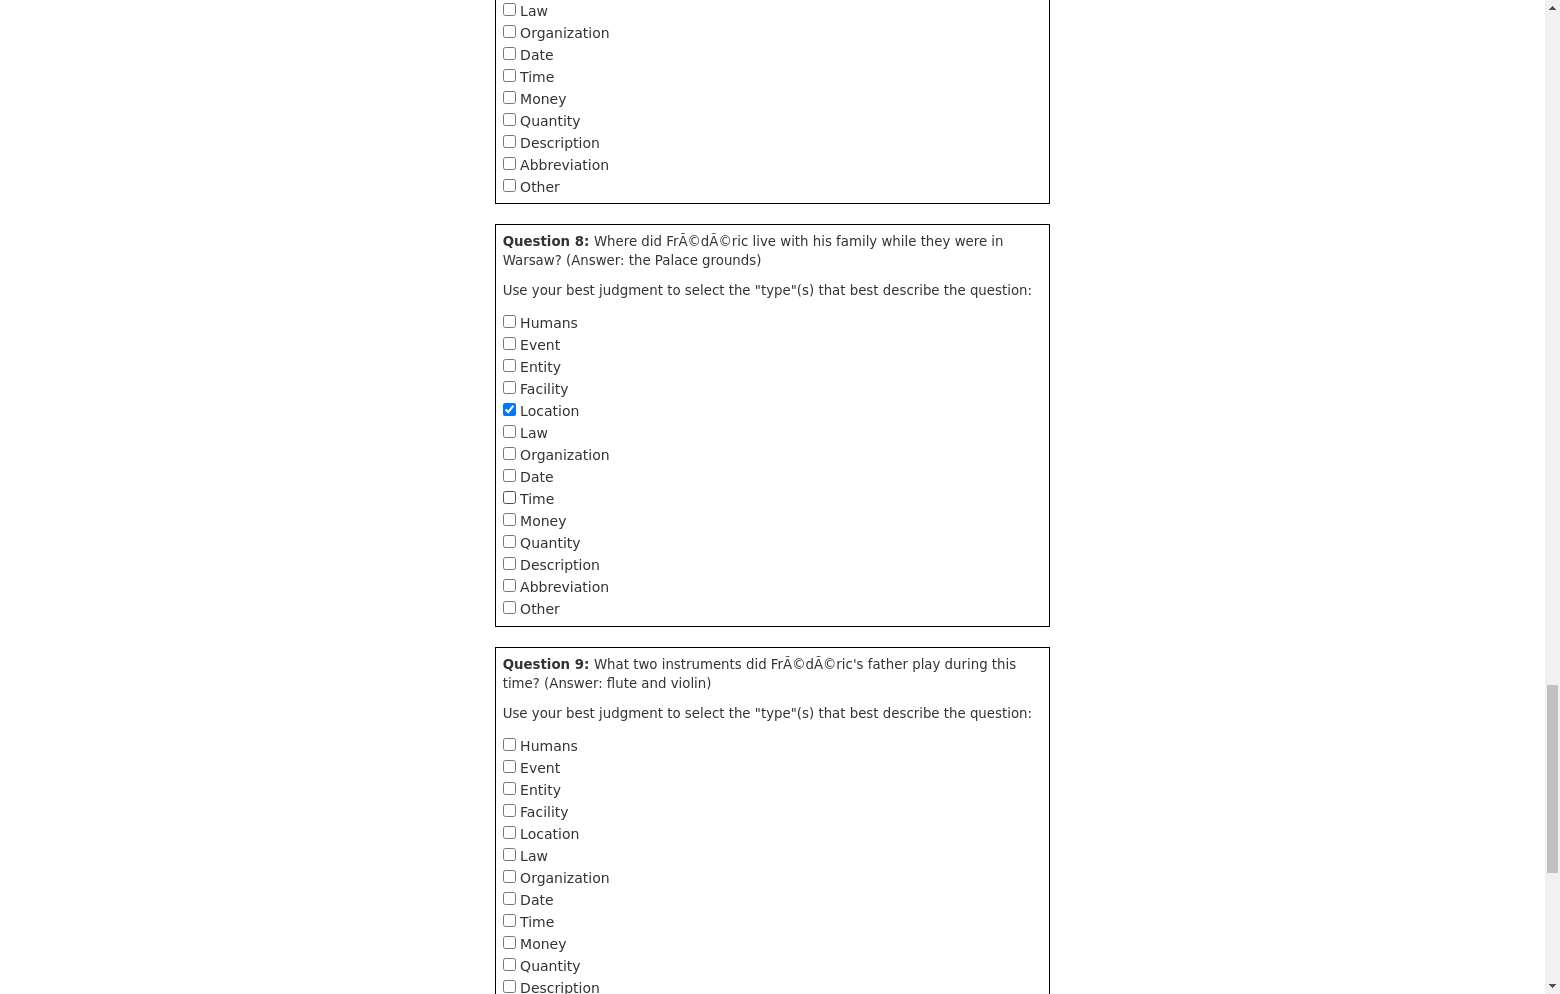 Law
Organization
Date
Time
Money
Quantity
Description
Abbreviation
Other
Question 8: Where did FrÃ©dÃ©ric live with his family while they were in
Warsaw? (Answer: the Palace grounds)
Use your best judgment to select the "type"(s) that best describe the question:
Humans
Event
Entity
Facility
Location
Law
Organization
Date
Time
Money
Quantity
Description
Abbreviation
Other
Question 9: What two instruments did FrÃ©dÃ©ric's father play during this
time? (Answer: flute and violin)
Use your best judgment to select the "type"(s) that best describe the question:
Humans
Event
Entity
Facility
Location
Law
Organization
Date
Time
Money
Quantity
Description